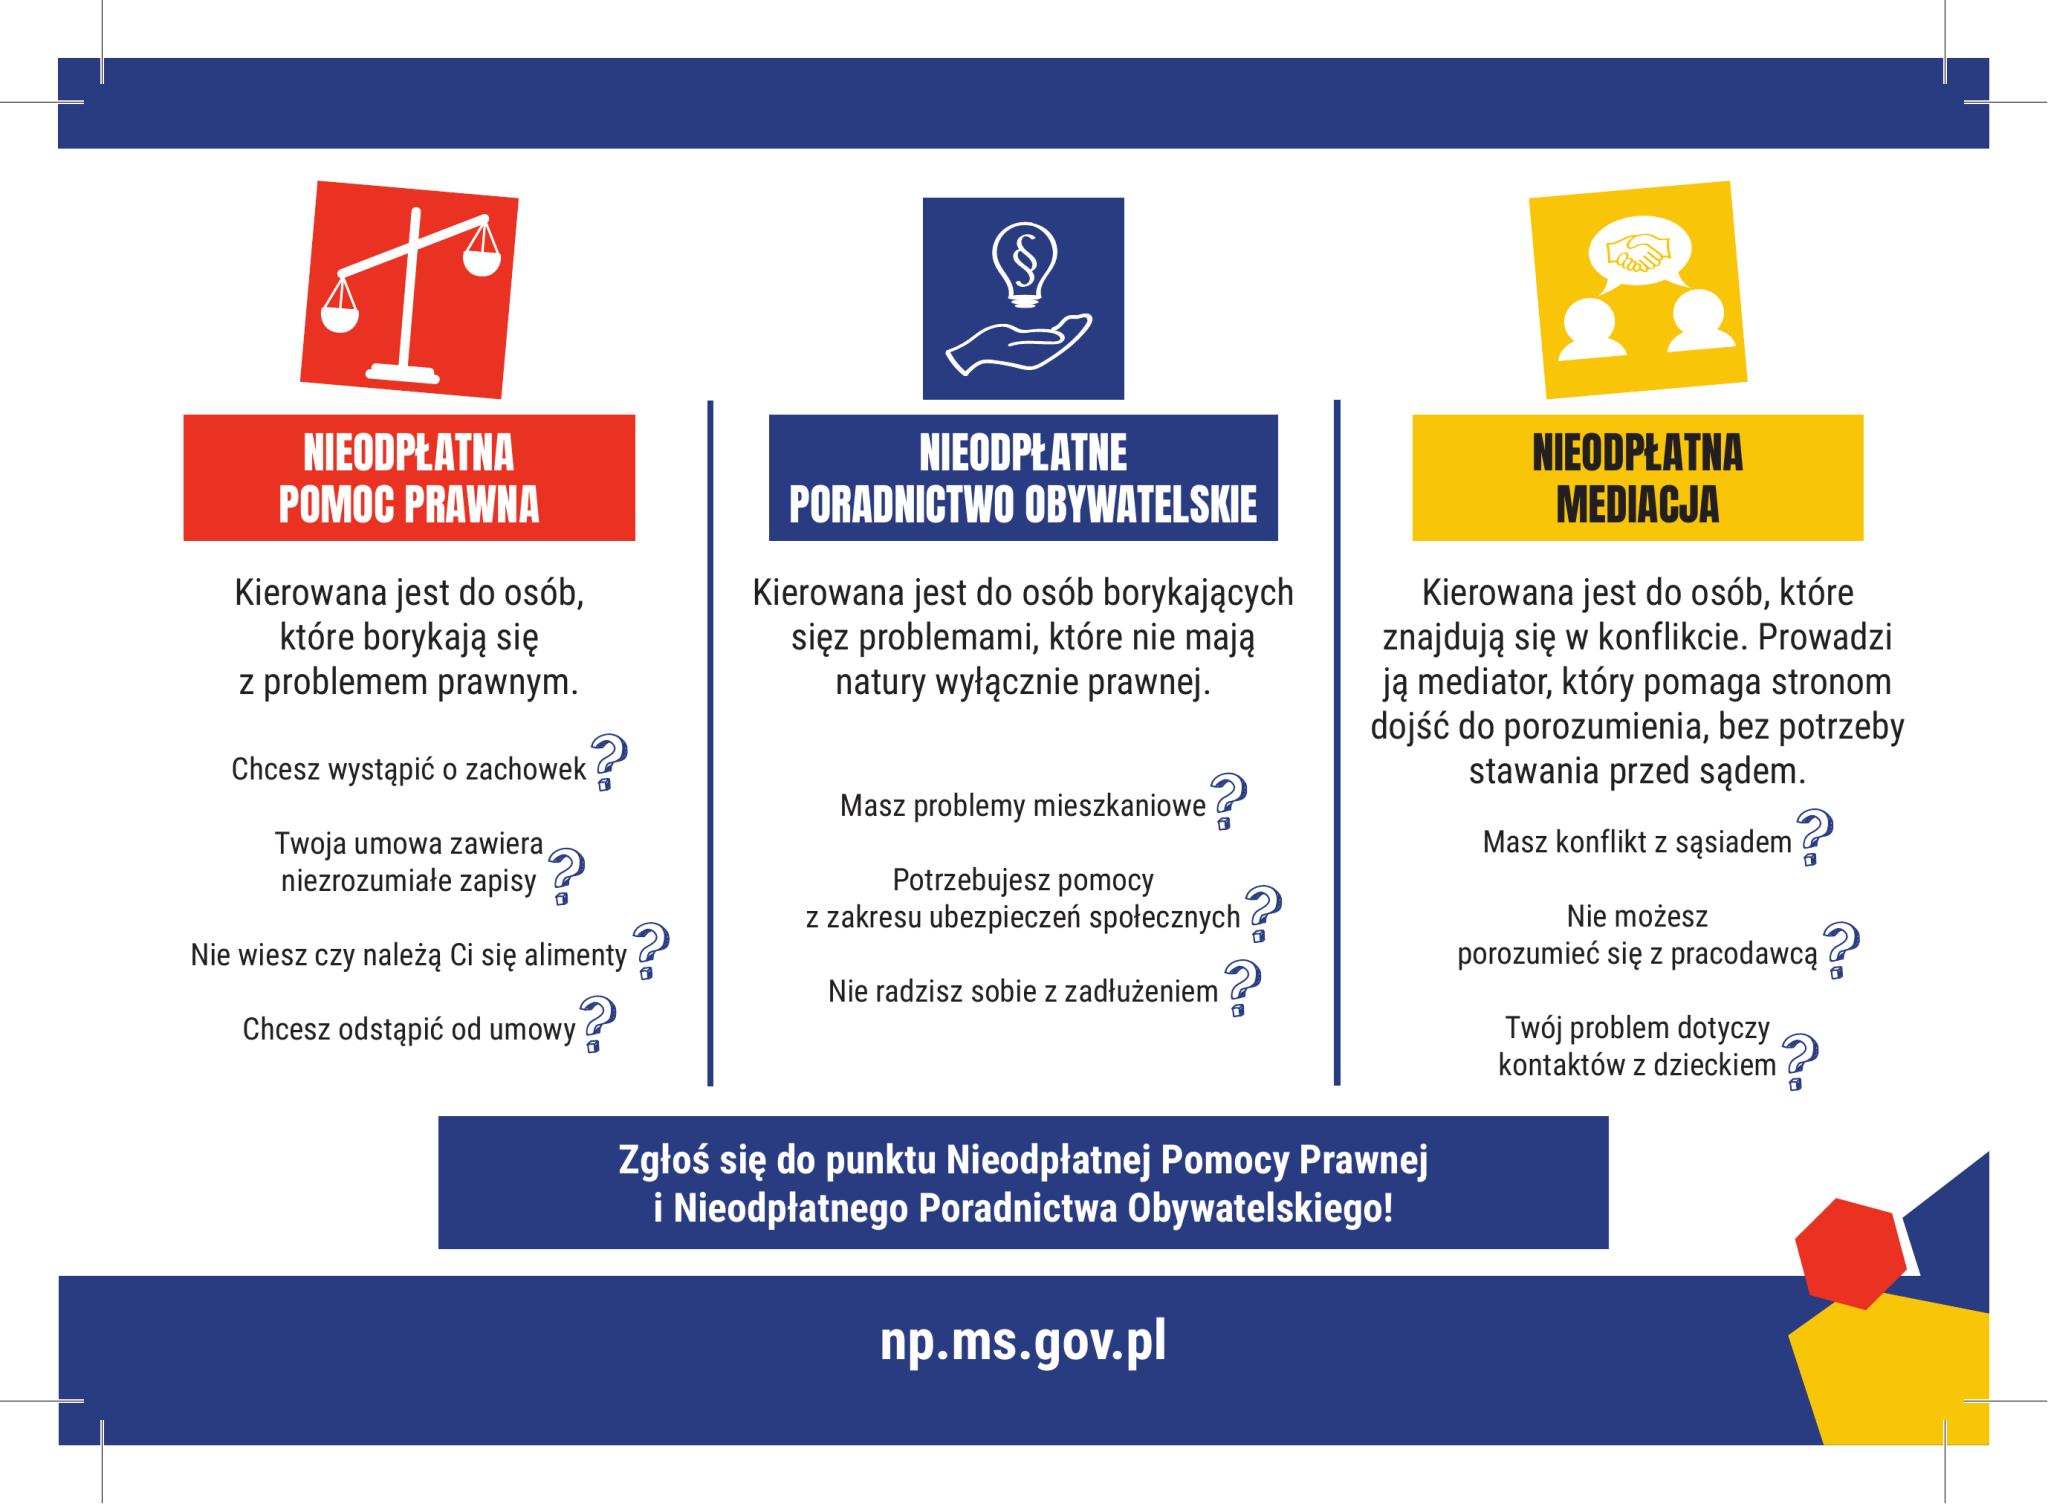 NIEODPŁATNA
POMOC PRAWNA
Kierowana jest do osób,
które borykają się
z problemem prawnym.
Chcesz wystąpić o zachowek?
Twoja umowa zawiera
niezrozumiałe zapisy?
Nie wiesz czy należą Ci się alimenty?
Chcesz odstąpić od umowy?
NIEODPŁATNE
PORADNICTWO OBYWATELSKIE
Kierowana jest do osób borykających
sięz problemami, które nie mają
natury wyłącznie prawnej.
Masz problemy mieszkaniowe?
Potrzebujesz pomocy
z zakresu ubezpieczeń społecznych?
Nie radzisz sobie z zadłużeniem?
NIEODPŁATNA
MEDIACJA
Kierowana jest do osób, które
znajdują się w konflikcie. Prowadzi
ją mediator, który pomaga stronom
dojść do porozumienia, bez potrzeby
stawania przed sądem.
Masz konflikt z sąsiadem?
Nie możesz
porozumieć się z pracodawcą?
Twój problem dotyczy
kontaktów z dzieckiem?
Zgłoś się do punktu Nieodpłatnej Pomocy Prawnej
i Nieodpłatnego Poradnictwa Obywatelskiego!
np.ms.gov.pl
§